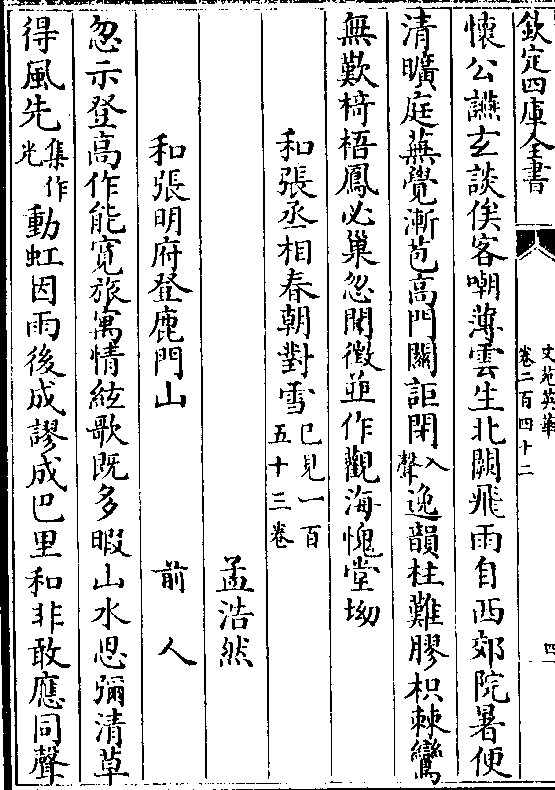 欽定四庫全書
文苑英華
卷二百四十二
四
懷公讌玄談俟客嘲薄雲生北闕飛雨自西郊院暑便
清曠庭蕪覺漸苞高門關詎閉入聲逸韻柱難膠枳棘鸞
無歎椅梧鳳必巢忽聞徵並作觀海愧堂坳
和張丞相春朝對雪已見一百五十三卷
孟浩然
和張明府登鹿門山
前人
忽示登高作能寛旅寓情絃歌既多暇山水思彌清草
得風先集作光動虹因雨後成謬成巴里和非敢應同聲